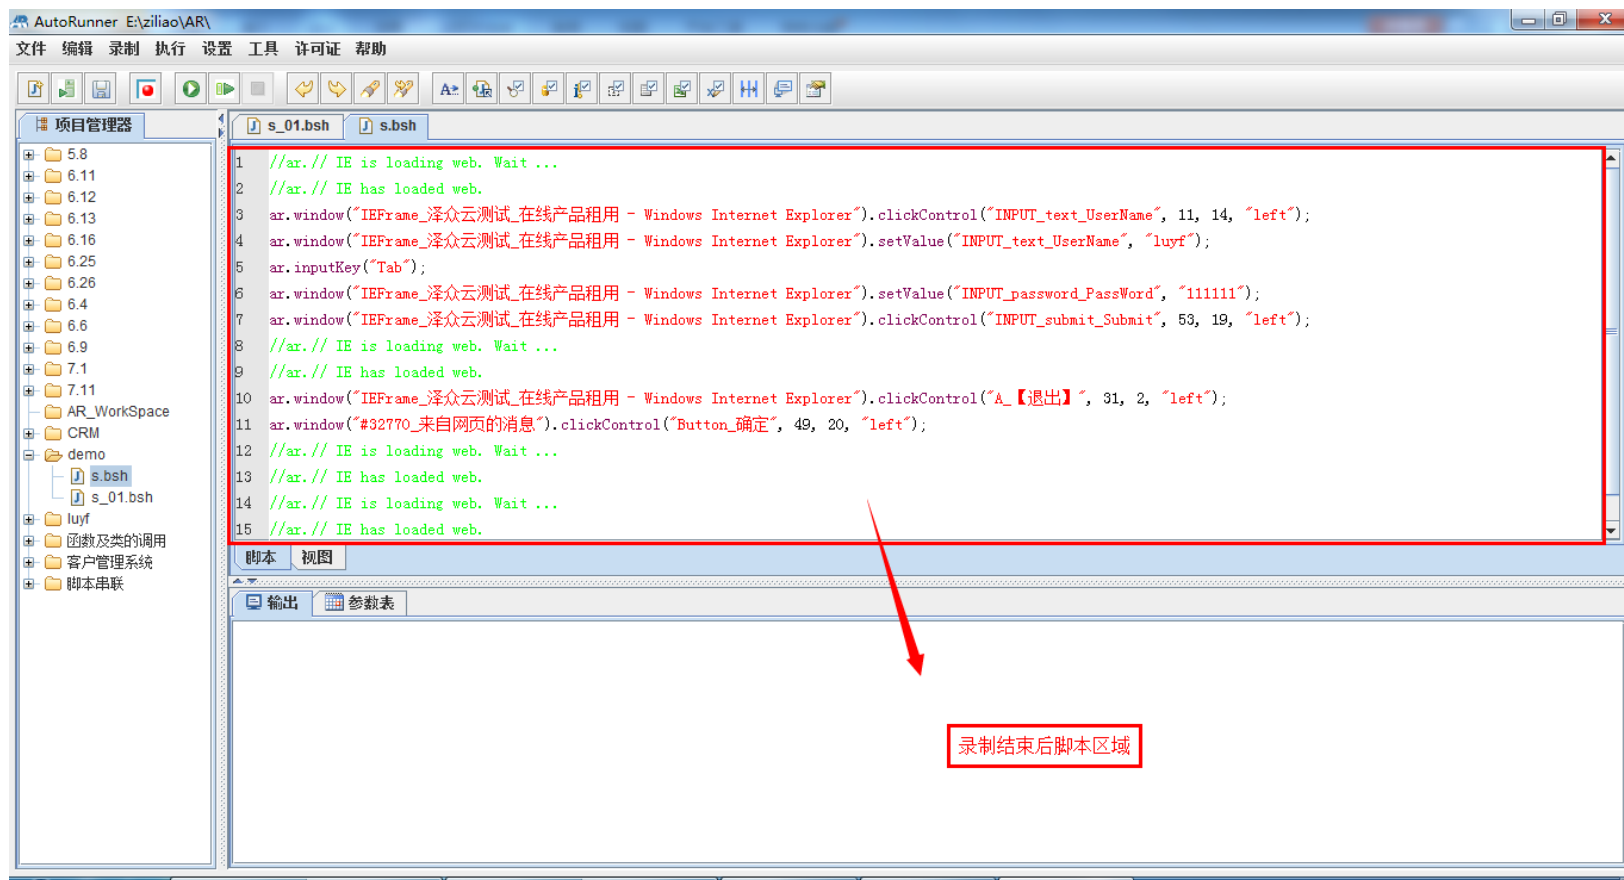 AutoRunner E:\ziliao\AR\
文件 编辑 录制 执行 设置 工具 许可证 帮助
项目管理器
5.8
6.11
6.12
6.13
6.16
6.25
6.26
6.4
6.6
6.9
7.1
7.11
AR_WorkSpace
CRM
demo
s.bsh
s_01.bsh
luyf
函数及类的调用
客户管理系统
脚本串联
s_01.bsh s.bsh
1 //ar.// IE is loading web. Wait ...
2 //ar.// IE has loaded web.
3 ar.window("IEFrame_泽众云测试_在线产品租用 - Windows Internet Explorer").clickControl("INPUT_text_UserName", 11, 14, "left");
4 ar.window("IEFrame_泽众云测试_在线产品租用 - Windows Internet Explorer").setValue("INPUT_text_UserName", "luyf");
5 ar.inputKey("Tab");
6 ar.window("IEFrame_泽众云测试_在线产品租用 - Windows Internet Explorer").setValue("INPUT_password_PassWord", "111111");
7 ar.window("IEFrame_泽众云测试_在线产品租用 - Windows Internet Explorer").clickControl("INPUT_submit_Submit", 53, 19, "left");
8 //ar.// IE is loading web. Wait ...
9 //ar.// IE has loaded web.
10 ar.window("IEFrame_泽众云测试_在线产品租用 - Windows Internet Explorer").clickControl("A_【退出】", 31, 2, "left");
11 ar.window("#32770_来自网页的消息").clickControl("Button_确定", 49, 20, "left");
12 //ar.// IE is loading web. Wait ...
13 //ar.// IE has loaded web.
14 //ar.// IE is loading web. Wait ...
15 //ar.// IE has loaded web.
脚本 视图
输出 参数表
录制结束后脚本区域